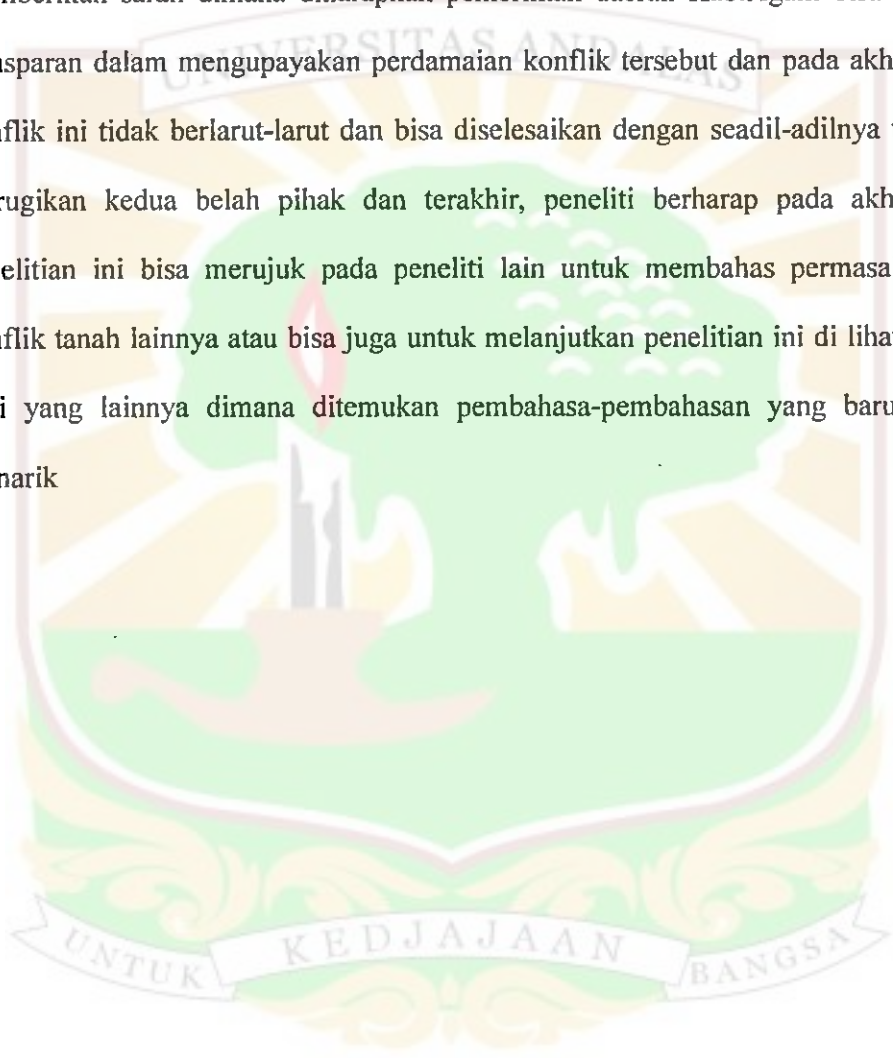 UNIVERSITAS ANDALAS
nsparan dalam mengupayakan perdamaian konflik tersebut dan pada akh
nflik ini tidak berlarut-larut dan bisa diselesaikan dengan seadil-adilnya
rugikan kedua belah pihak dan terakhir, peneliti berharap pada akh
elitian ini bisa merujuk pada peneliti lain untuk membahas permasa
nflik tanah lainnya atau bisa juga untuk melanjutkan penelitian ini di liha
i yang lainnya dimana ditemukan pembahasa-pembahasan yang baru
narik
UNTUK KEDJAJAAN BANGSA